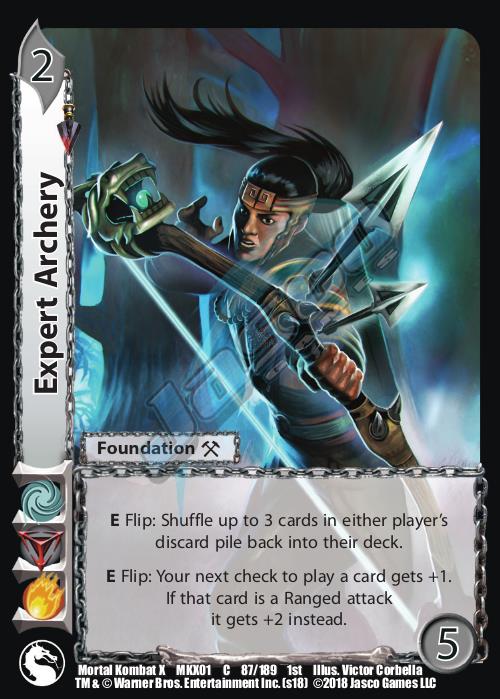 2
Expert Archery
Foundation
E Flip: Shuffle up to 3 cards in either player's
discard pile back into their deck.
E Flip: Your next check to play a card gets +1.
If that card is a Ranged attack
it gets +2 instead.
5
Mortal Kombat X MKX01 C 87/189 1st Illus. Victor Corbella
TM & © Warner Bros. Entertainment Inc. (s18) ©2018 Jasco Games LLC